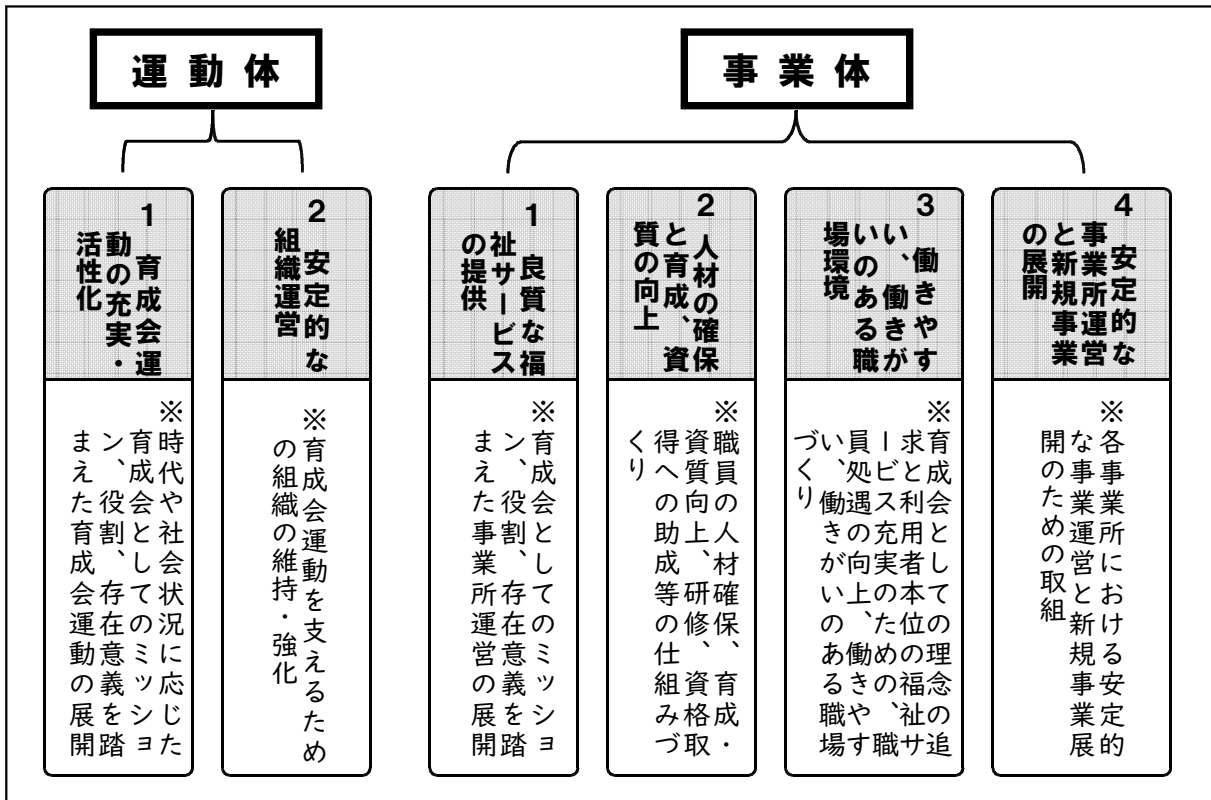 運動体
1 育成会運
動の充実・
活性化
※時代や社会状況に応じた
育成会としてのミッショ
ン、役割、存在意義を踏
まえた育成会運動の展開
2 安定的な
組織運営
※育成会運動を支えるため
の組織の維持・強化
事業体
1 良質な福
祉サービス
の提供
※育成会としてのミッショ
ン、役割、存在意義を踏
まえた事業所運営の展開
2 人材の確保
と育成、資
質の向上
※職員の人材確保、育成・
資質向上、研修、資格取
得への助成等の仕組みづ
くり
3 働きやす
い、働きが
いのある職
場環境
※育成会としての理念の追
求と利用者本位の福祉サ
ービス充実のための、職
員処遇の向上、働きやす
い、働きがいのある職場
づくり
4 安定的な
事業所運営
と新規事業
の展開
※各事業所における安定的
な事業運営と新規事業展
開のための取組